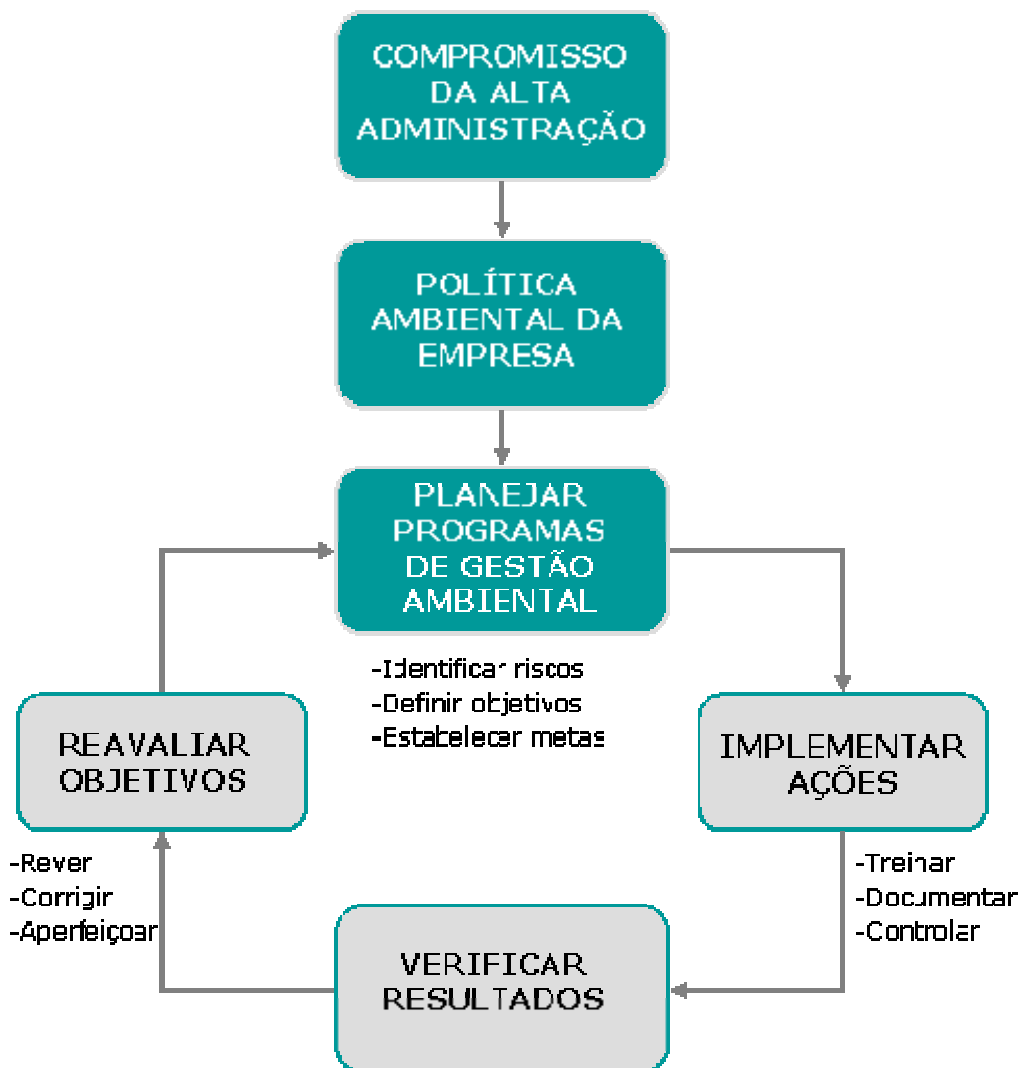 COMPROMISSO
DA ALTA
ADMINISTRAÇÃO
POLÍTICA
AMBIENTAL DA
EMPRESA
PLANEJAR
PROGRAMAS
DE GESTÃO
AMBIENTAL
-Identificar riscos
-Definir objetivos
-Estabelecer metas
IMPLEMENTAR
AÇÕES
-Treinar
-Documentar
-Controlar
VERIFICAR
RESULTADOS
REAVALIAR
OBJETIVOS
-Rever
-Corrigir
-Aperfeiçoar